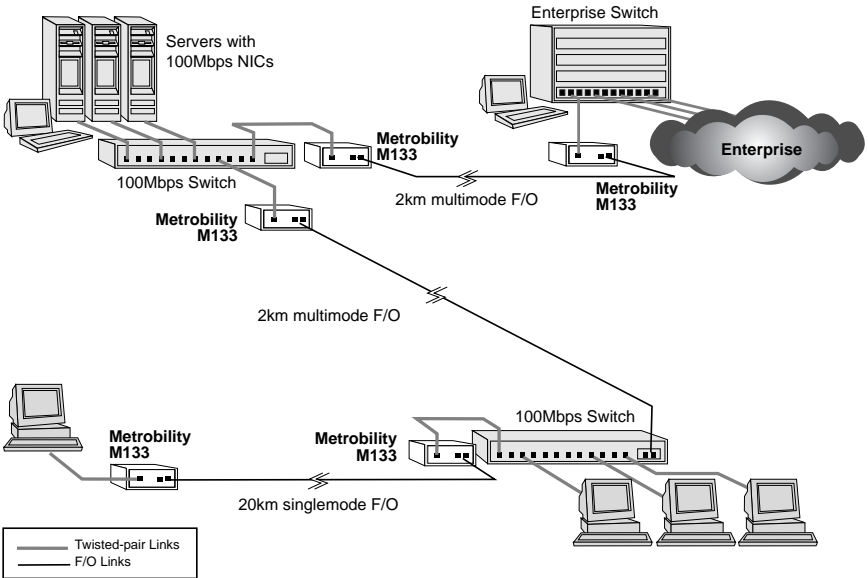 Servers with
100Mbps NICs
Enterprise Switch
Metrobility
M133
Enterprise
100Mbps Switch
2km multimode F/O
Metrobility
M133
Metrobility
M133
2km multimode F/O
100Mbps Switch
Metrobility
M133
Metrobility
M133
20km singlemode F/O
Twisted-pair Links
F/O Links